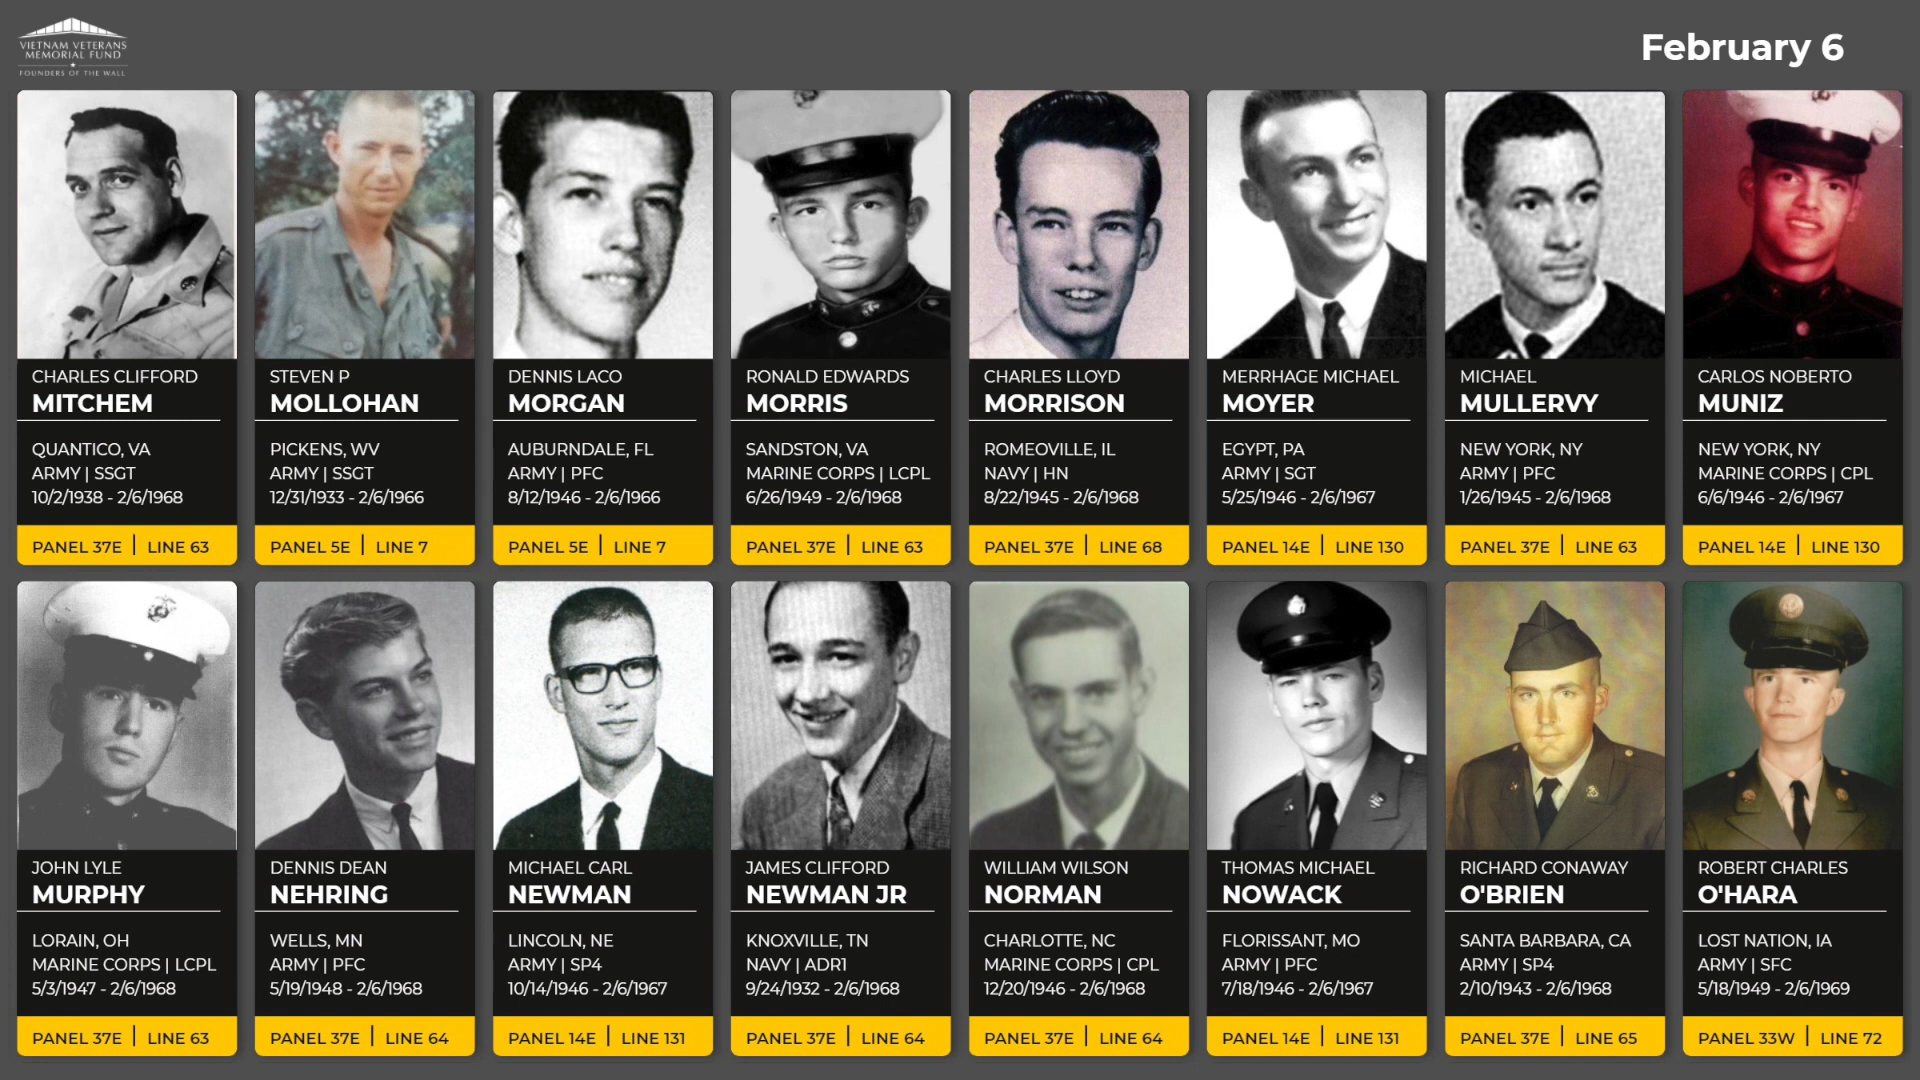 VIETNAM VETERANS
MEMORIAL FUND
FOUNDERS OF THE WALL
February 6
CHARLES CLIFFORD
MITCHEM
QUANTICO, VA
ARMY | SSGT
10/2/1938 - 2/6/1968
PANEL 37E | LINE 63
STEVEN P
MOLLOHAN
PICKENS, WV
ARMY | SSGT
12/31/1933 - 2/6/1966
PANEL 5E | LINE 7
DENNIS LACO
MORGAN
AUBURNDALE, FL
ARMY | PFC
8/12/1946 - 2/6/1966
PANEL 5E | LINE 7
RONALD EDWARDS
MORRIS
SANDSTON, VA
MARINE CORPS | LCPL
6/26/1949 - 2/6/1968
PANEL 37E | LINE 63
CHARLES LLOYD
MORRISON
ROMEOVILLE, IL
NAVY | HN
8/22/1945 - 2/6/1968
PANEL 37E | LINE 68
MERRHAGE MICHAEL
MOYER
EGYPT, PA
ARMY | SGT
5/25/1946 - 2/6/1967
PANEL 14E | LINE 130
MICHAEL
MULLERVY
NEW YORK, NY
ARMY | PFC
1/26/1945 - 2/6/1968
PANEL 37E | LINE 63
CARLOS NOBERTO
MUNIZ
NEW YORK, NY
MARINE CORPS | CPL
6/6/1946 - 2/6/1967
PANEL 14E | LINE 130
JOHN LYLE
MURPHY
LORAIN, OH
MARINE CORPS | LCPL
5/3/1947 - 2/6/1968
PANEL 37E | LINE 63
DENNIS DEAN
NEHRING
WELLS, MN
ARMY | PFC
5/19/1948 - 2/6/1968
PANEL 37E | LINE 64
MICHAEL CARL
NEWMAN
LINCOLN, NE
ARMY | SP4
10/14/1946 - 2/6/1967
PANEL 14E | LINE 131
JAMES CLIFFORD
NEWMAN JR
KNOXVILLE, TN
NAVY | ADR1
9/24/1932 - 2/6/1968
PANEL 37E | LINE 64
WILLIAM WILSON
NORMAN
CHARLOTTE, NC
MARINE CORPS | CPL
12/20/1946 - 2/6/1968
PANEL 37E | LINE 64
THOMAS MICHAEL
NOWACK
FLORISSANT, MO
ARMY | PFC
7/18/1946 - 2/6/1967
PANEL 14E | LINE 131
RICHARD CONAWAY
O'BRIEN
SANTA BARBARA, CA
ARMY | SP4
2/10/1943 - 2/6/1968
PANEL 37E | LINE 65
ROBERT CHARLES
O'HARA
LOST NATION, IA
ARMY | SFC
5/18/1949 - 2/6/1969
PANEL 33W | LINE 72